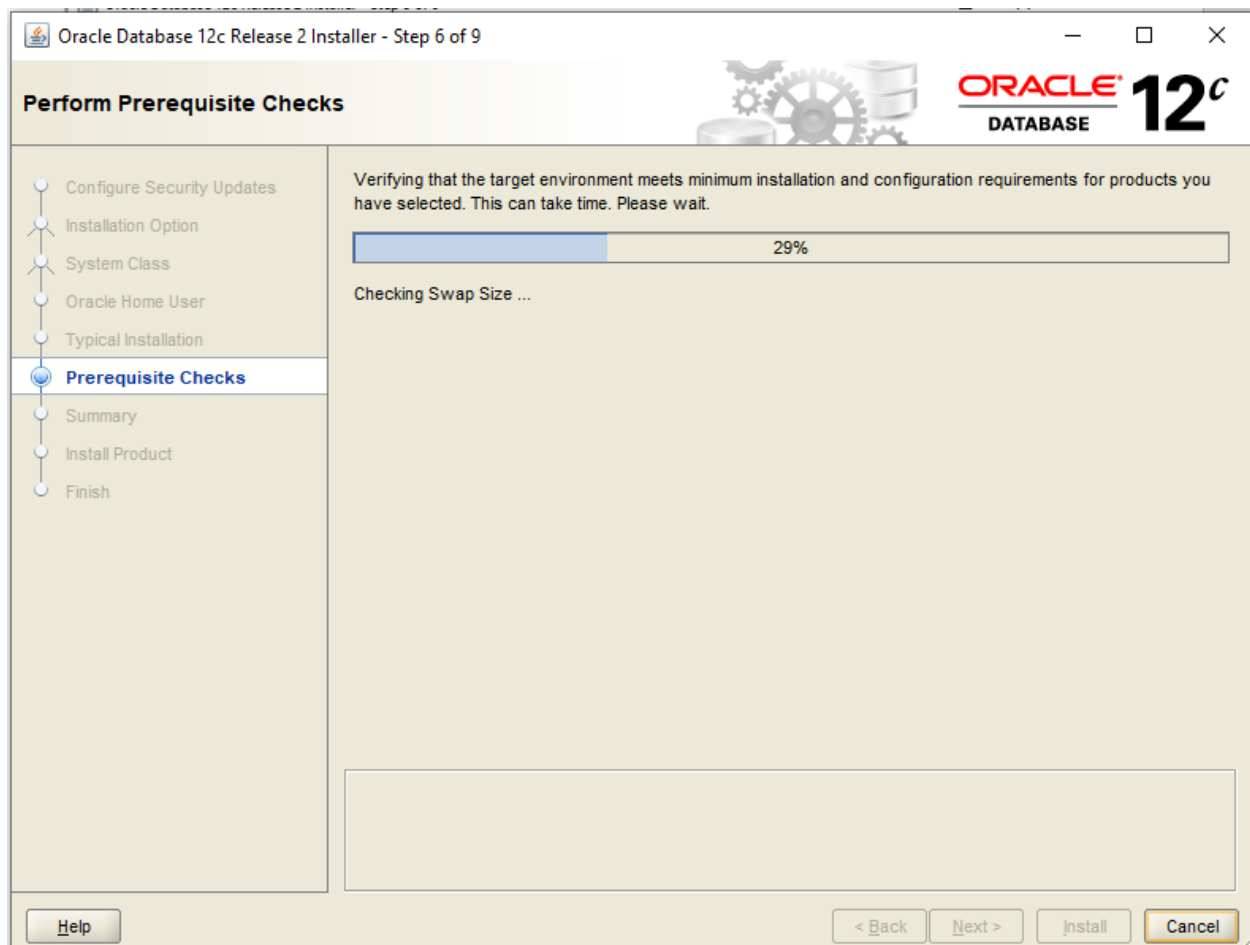 Oracle Database 12c Release 2 Installer - Step 6 of 9
Perform Prerequisite Checks
ORACLE
DATABASE
12c
Configure Security Updates
Installation Option
System Class
Oracle Home User
Typical Installation
Prerequisite Checks
Summary
Install Product
Finish
Verifying that the target environment meets minimum installation and configuration requirements for products you
have selected. This can take time. Please wait.
29%
Checking Swap Size ...
Help
< Back
Next >
Install
Cancel